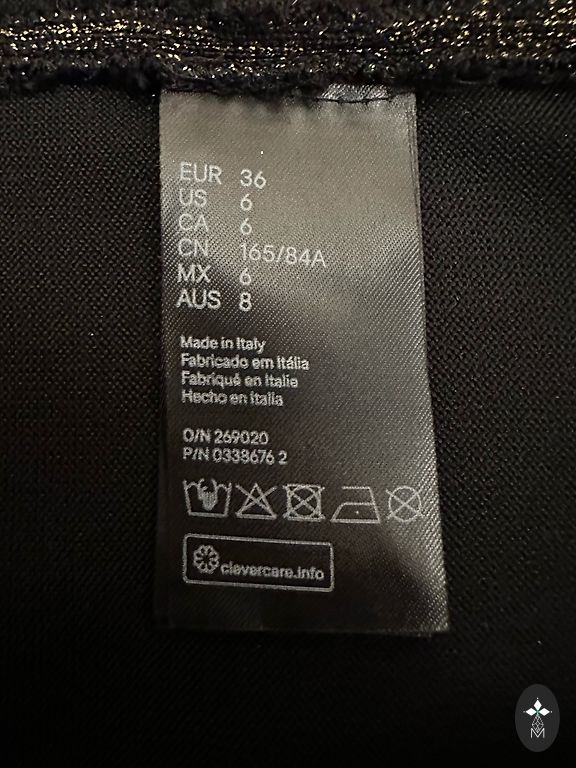 EUR 36
US 6
CA 6
CN 165/84A
MX 6
AUS 8
Made in Italy
Fabricado em Itália
Fabriqué en Italie
Hecho en Italia
O/N 269020
P/N 0338676 2
clevercare.info
M